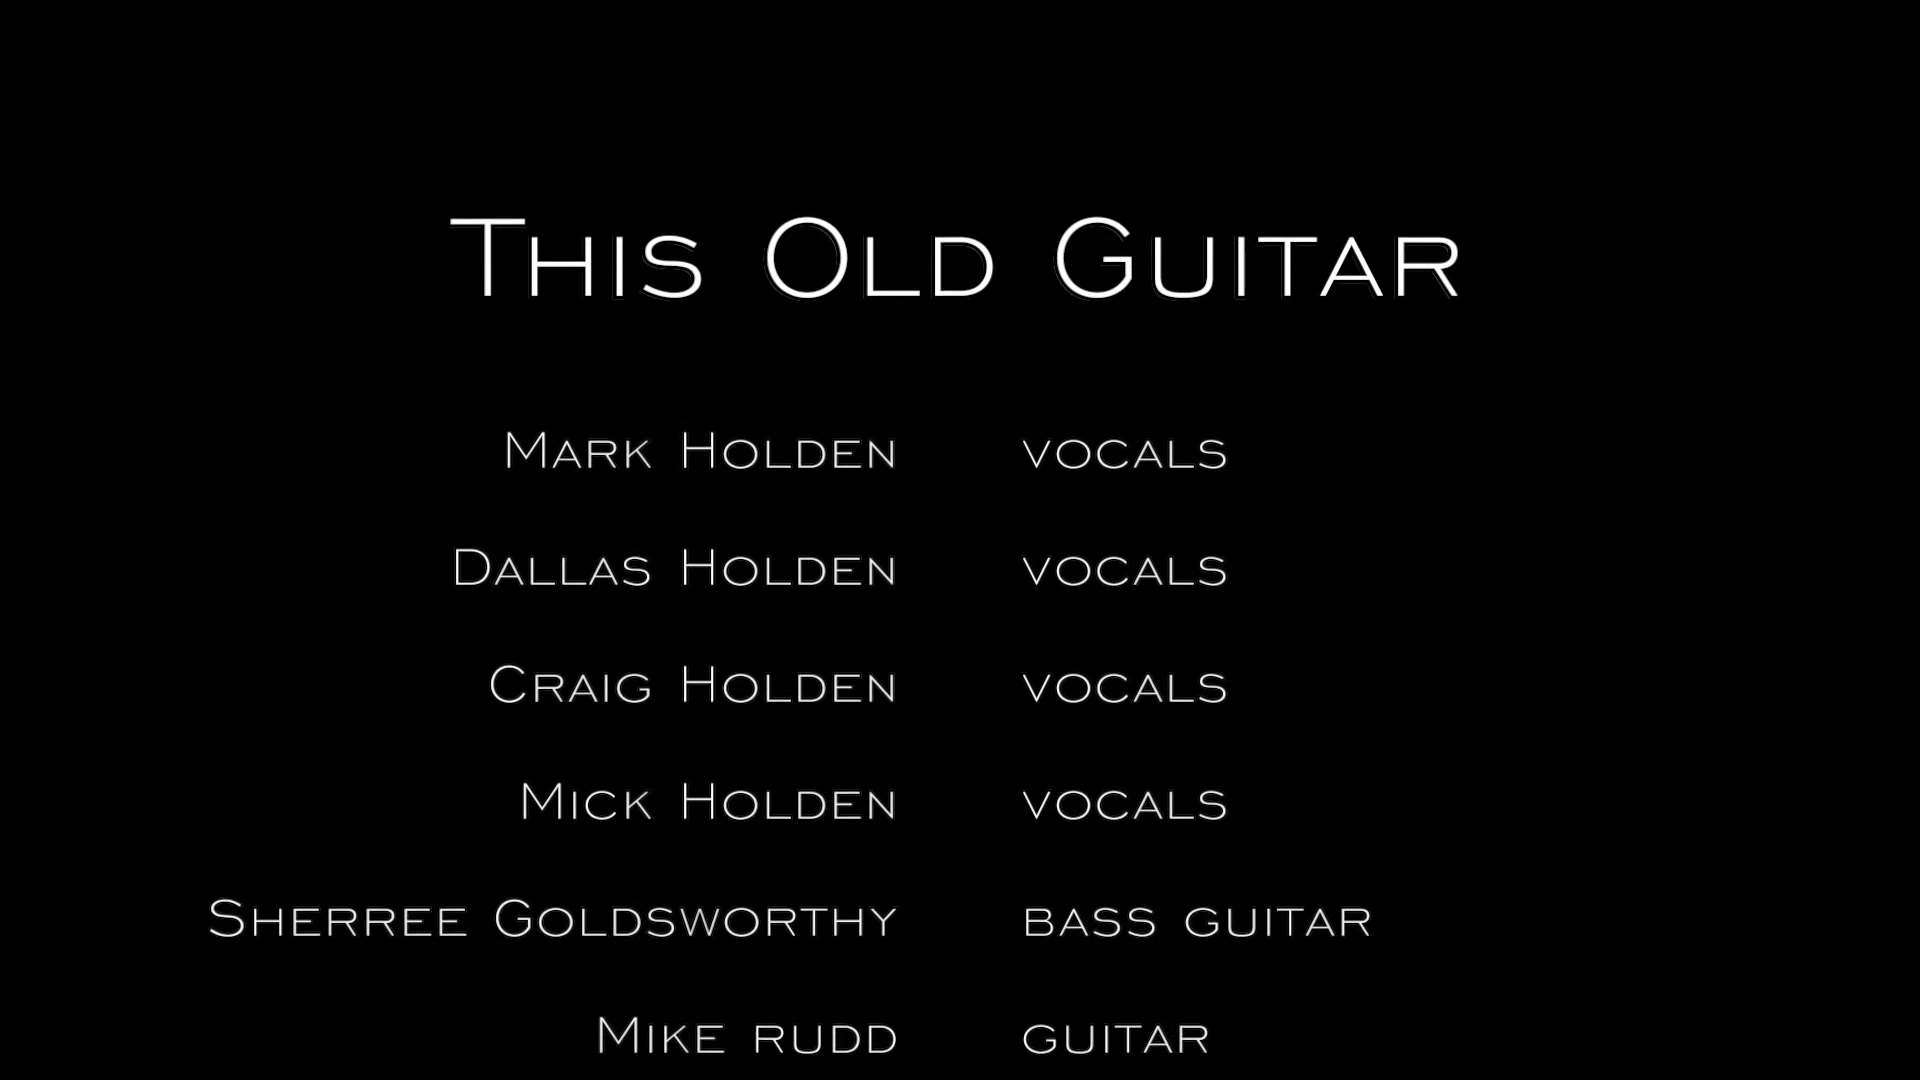 This Old Guitar
Mark Holden vocals
Dallas Holden vocals
Craig Holden vocals
Mick Holden vocals
Sherree Goldsworthy bass guitar
Mike rudd guitar